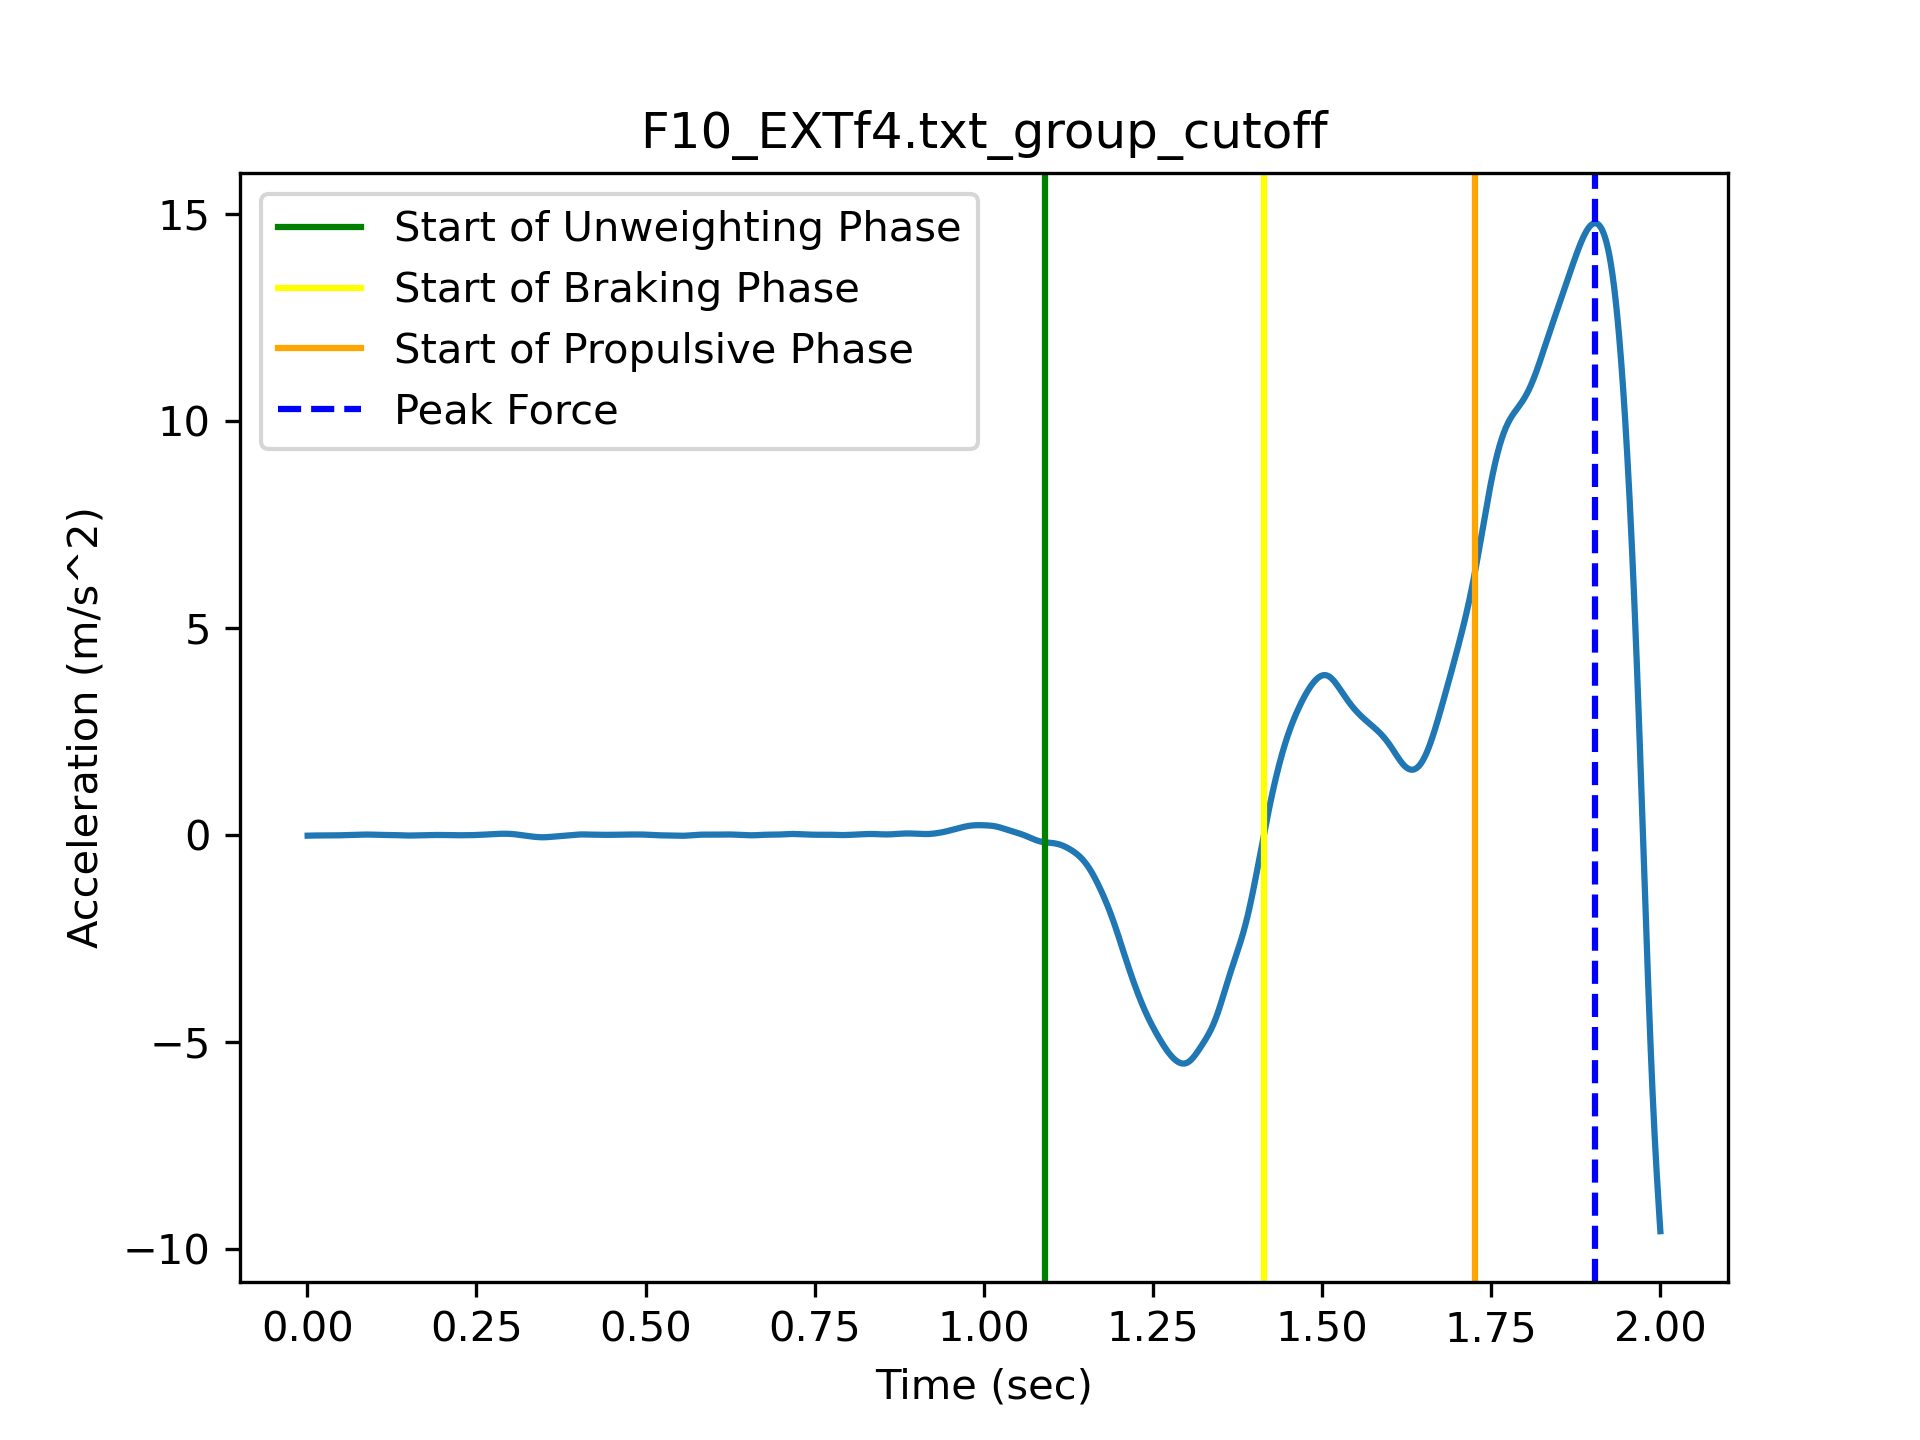 F10_EXTf4.txt_group_cutoff
Start of Unweighting Phase
Start of Braking Phase
Start of Propulsive Phase
Peak Force
15
10
5
0
−5
−10
Acceleration (m/s^2)
0.00 0.25 0.50 0.75 1.00 1.25 1.50 1.75 2.00
Time (sec)